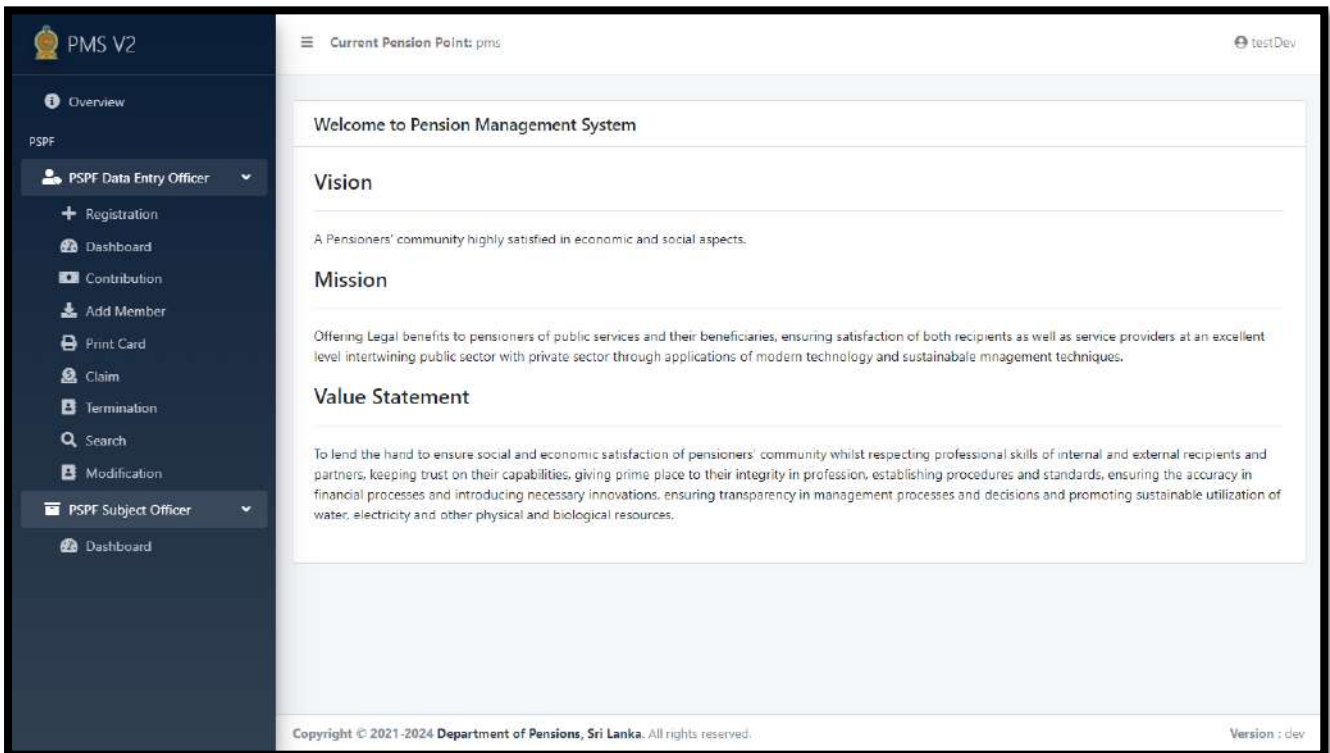 PMS V2
Current Pension Point: pms
testDev
Overview
PSPF
PSPF Data Entry Officer
Registration
Dashboard
Contribution
Add Member
Print Card
Claim
Termination
Search
Modification
PSPF Subject Officer
Dashboard
Welcome to Pension Management System
Vision
A Pensioners' community highly satisfied in economic and social aspects.
Mission
Offering Legal benefits to pensioners of public services and their beneficiaries, ensuring satisfaction of both recipients as well as service providers at an excellent
level intertwining public sector with private sector through applications of modern technology and sustainabale mnagement techniques.
Value Statement
To lend the hand to ensure social and economic satisfaction of pensioners' community whilst respecting professional skills of internal and external recipients and
partners, keeping trust on their capabilities, giving prime place to their integrity in profession, establishing procedures and standards, ensuring the accuracy in
financial processes and introducing necessary innovations. ensuring transparency in management processes and decisions and promoting sustainable utilization of
water, electricity and other physical and biological resources.
Copyright © 2021-2024 Department of Pensions, Sri Lanka. All rights reserved.
Version : dev